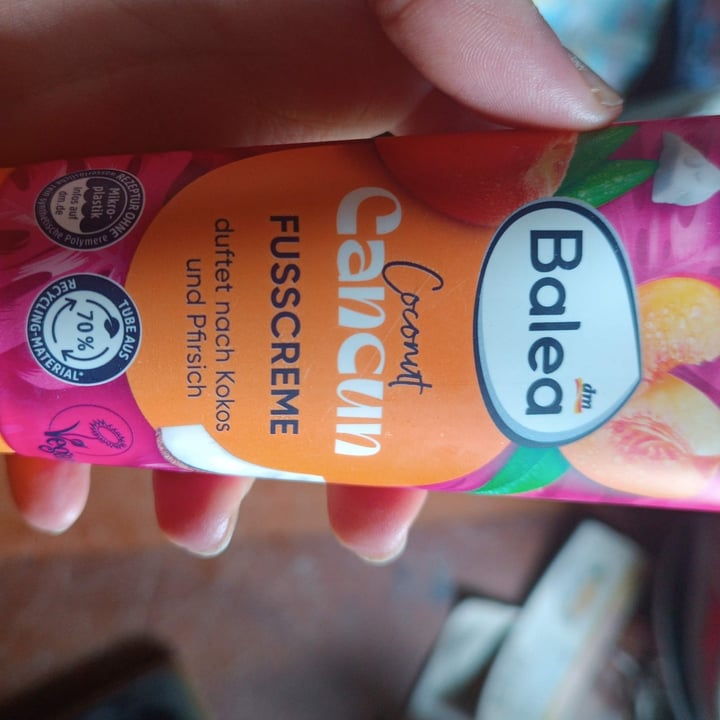 dm
Balea
Coconut
cancun
FUSSCREME
duftet nach Kokos
und Pfirsich
REZEPTUR OHNE
Mikro-
plastik
infos auf
dm.de
Polymere
TUBE AUS
70%
RECYCLING-MATERIAL*